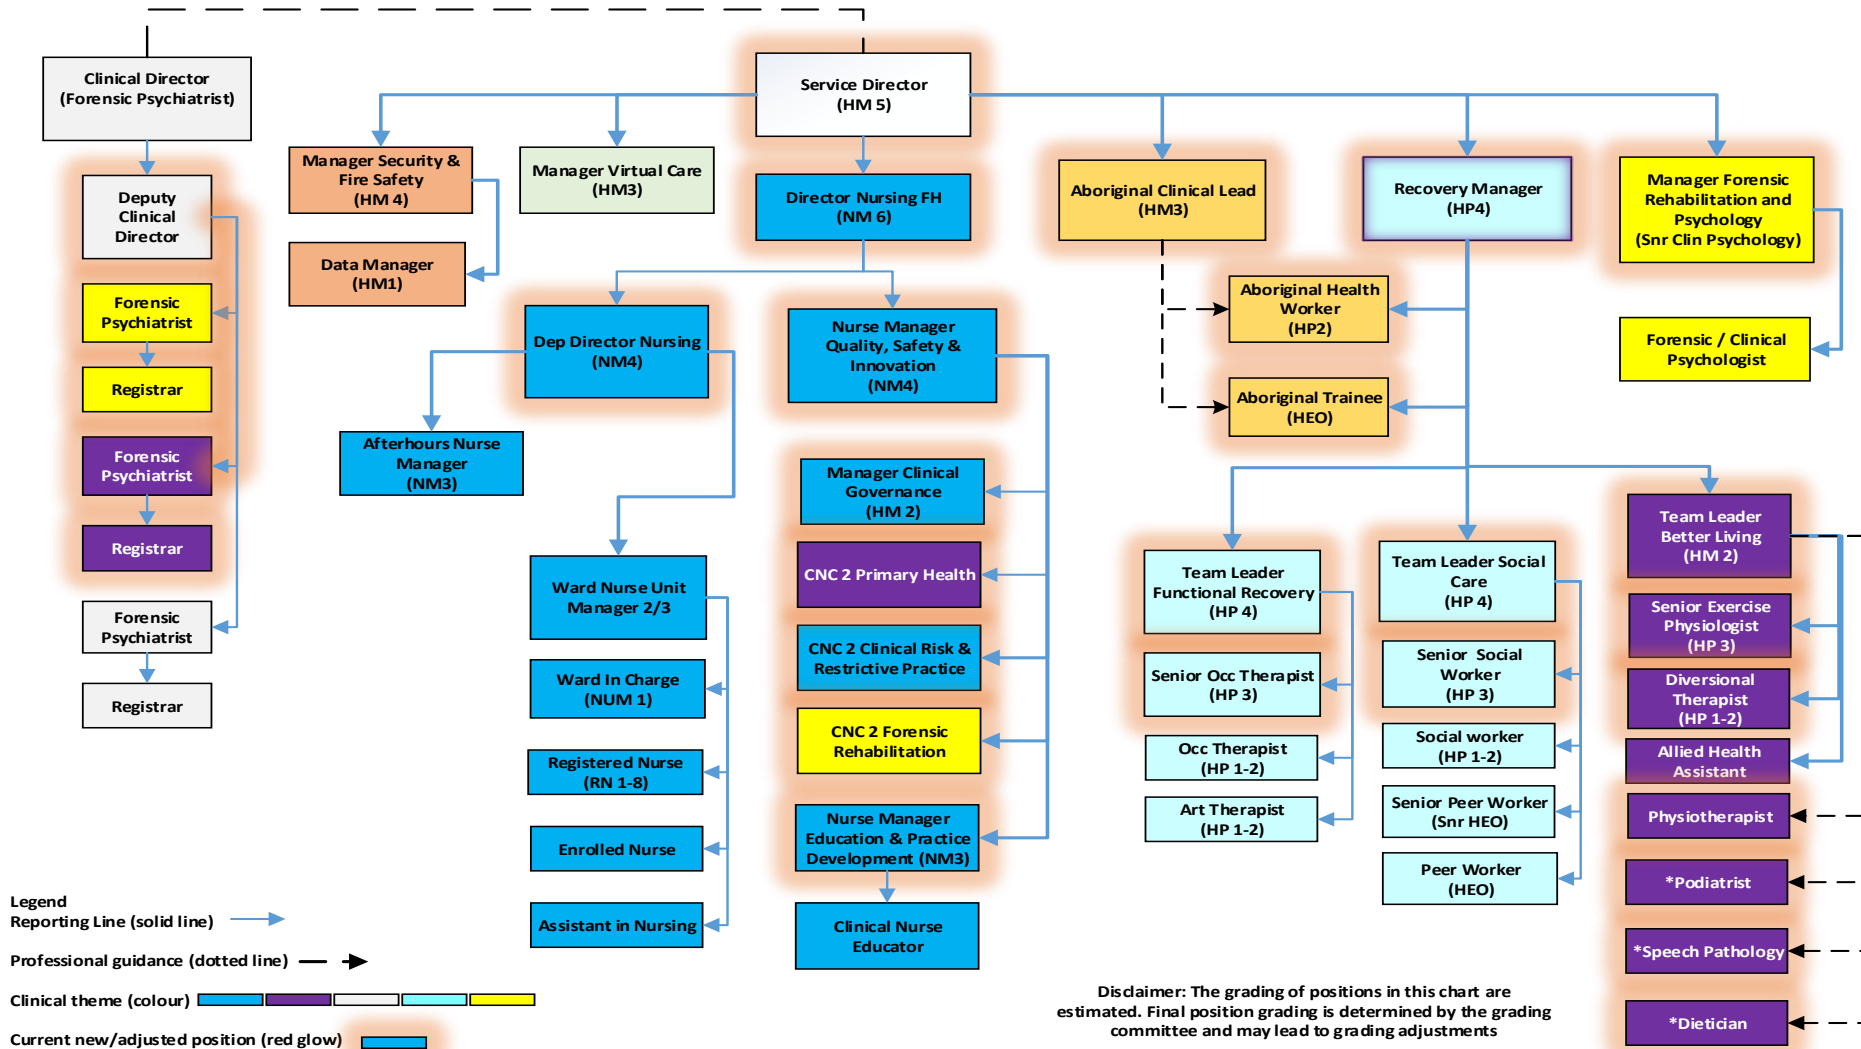 Clinical Director
(Forensic Psychiatrist)
Service Director
(HM 5)
Manager Security &
Fire Safety
(HM 4)
Manager Virtual Care
(HM3)
Director Nursing FH
(NM 6)
Aboriginal Clinical Lead
(HM3)
Recovery Manager
(HP4)
Manager Forensic
Rehabilitation and
Psychology
(Snr Clin Psychology)
Deputy
Clinical
Director
Data Manager
(HM1)
Forensic
Psychiatrist
Registrar
Forensic
Psychiatrist
Registrar
Forensic
Psychiatrist
Registrar
Dep Director Nursing
(NM4)
Nurse Manager
Quality, Safety &
Innovation
(NM4)
Aboriginal Health
Worker
(HP2)
Aboriginal Trainee
(HEO)
Forensic / Clinical
Psychologist
Afterhours Nurse
Manager
(NM3)
Ward Nurse Unit
Manager 2/3
Ward In Charge
(NUM 1)
Registered Nurse
(RN 1-8)
Enrolled Nurse
Assistant in Nursing
Manager Clinical
Governance
(HM 2)
CNC 2 Primary Health
CNC 2 Clinical Risk &
Restrictive Practice
CNC 2 Forensic
Rehabilitation
Nurse Manager
Education & Practice
Development (NM3)
Clinical Nurse
Educator
Team Leader
Functional Recovery
(HP 4)
Senior Occ Therapist
(HP 3)
Occ Therapist
(HP 1-2)
Art Therapist
(HP 1-2)
Team Leader Social
Care
(HP 4)
Senior Social
Worker
(HP 3)
Social worker
(HP 1-2)
Senior Peer Worker
(Snr HEO)
Peer Worker
(HEO)
Team Leader
Better Living
(HM 2)
Senior Exercise
Physiologist
(HP 3)
Diversional
Therapist
(HP 1-2)
Allied Health
Assistant
Physiotherapist
*Podiatrist
*Speech Pathology
*Dietician
Legend
Reporting Line (solid line)
Professional guidance (dotted line)
Clinical theme (colour)
Current new/adjusted position (red glow)
Disclaimer: The grading of positions in this chart are
estimated. Final position grading is determined by the grading
committee and may lead to grading adjustments